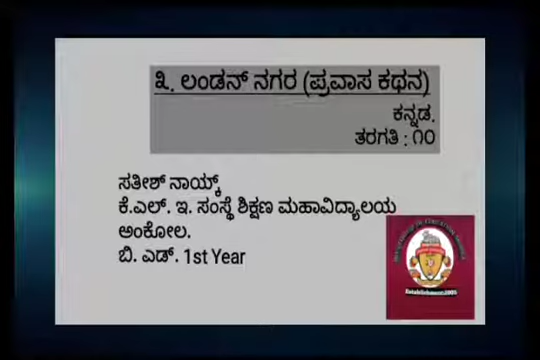 ೩. ಲಂಡನ್ ನಗರ (ಪ್ರವಾಸ ಕಥನ)
ಕನ್ನಡ.
ತರಗತಿ : ೧೦
ಸತೀಶ್ ನಾಯ್ಕ್
ಕೆ.ಎಲ್. ಇ. ಸಂಸ್ಥೆ ಶಿಕ್ಷಣ ಮಹಾವಿದ್ಯಾಲಯ
ಅಂಕೋಲ.
ಬಿ. ಎಡ್. 1st Year